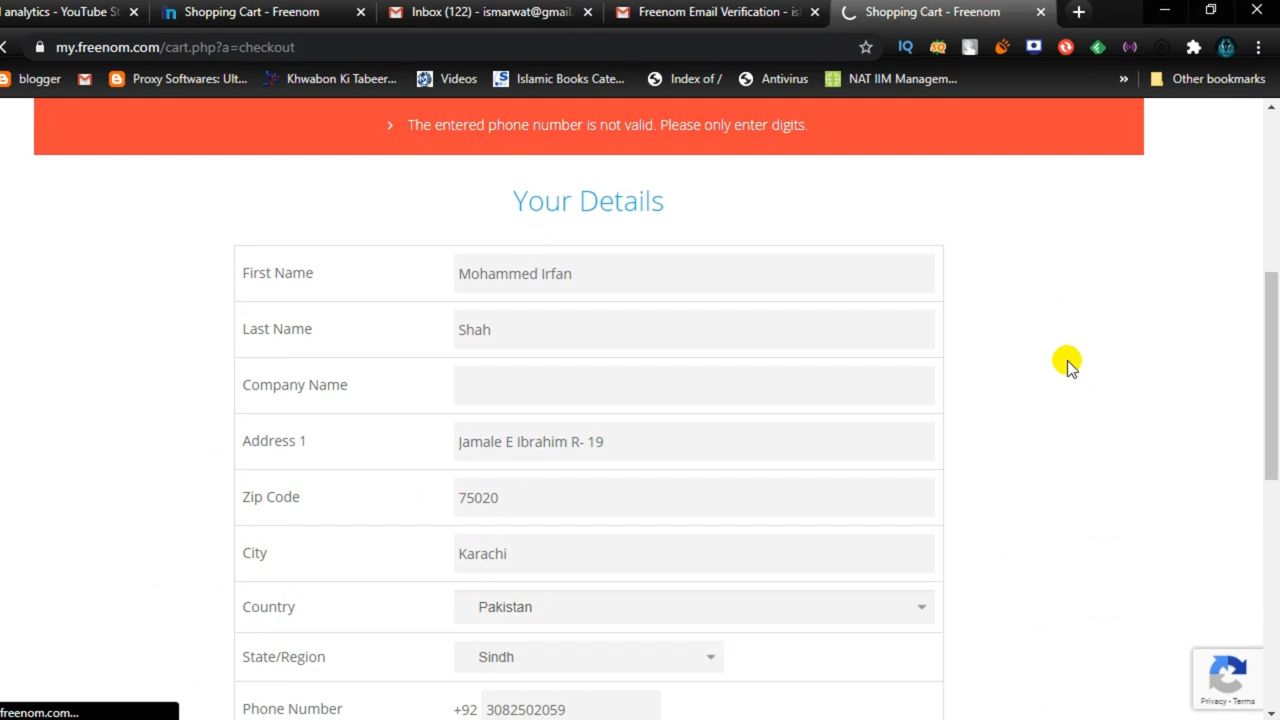 l analytics - YouTube St
Shopping Cart - Freenom
Inbox (122) - ismarwat@gmail.
Freenom Email Verification - is
Shopping Cart - Freenom
my.freenom.com/cart.php?a=checkout
blogger
Proxy Softwares: Ult...
Khwabon Ki Tabeer...
Videos
Islamic Books Cate...
Index of /
Antivirus
NAT IIM Managem...
»
Other bookmarks
The entered phone number is not valid. Please only enter digits.
Your Details
First Name Mohammed Irfan
Last Name Shah
Company Name
Address 1 Jamale E Ibrahim R- 19
Zip Code 75020
City Karachi
Country Pakistan
State/Region Sindh
Phone Number +92 3082502059
Privacy - Terms
freenom.com...